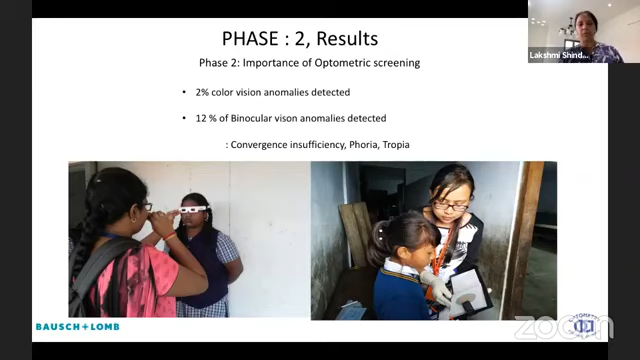 PHASE : 2, Results
Phase 2: Importance of Optometric screening
• 2% color vision anomalies detected
• 12 % of Binocular vison anomalies detected
: Convergence insufficiency, Phoria, Tropia
Lakshmi Shind...
BAUSCH + LOMB
zoom